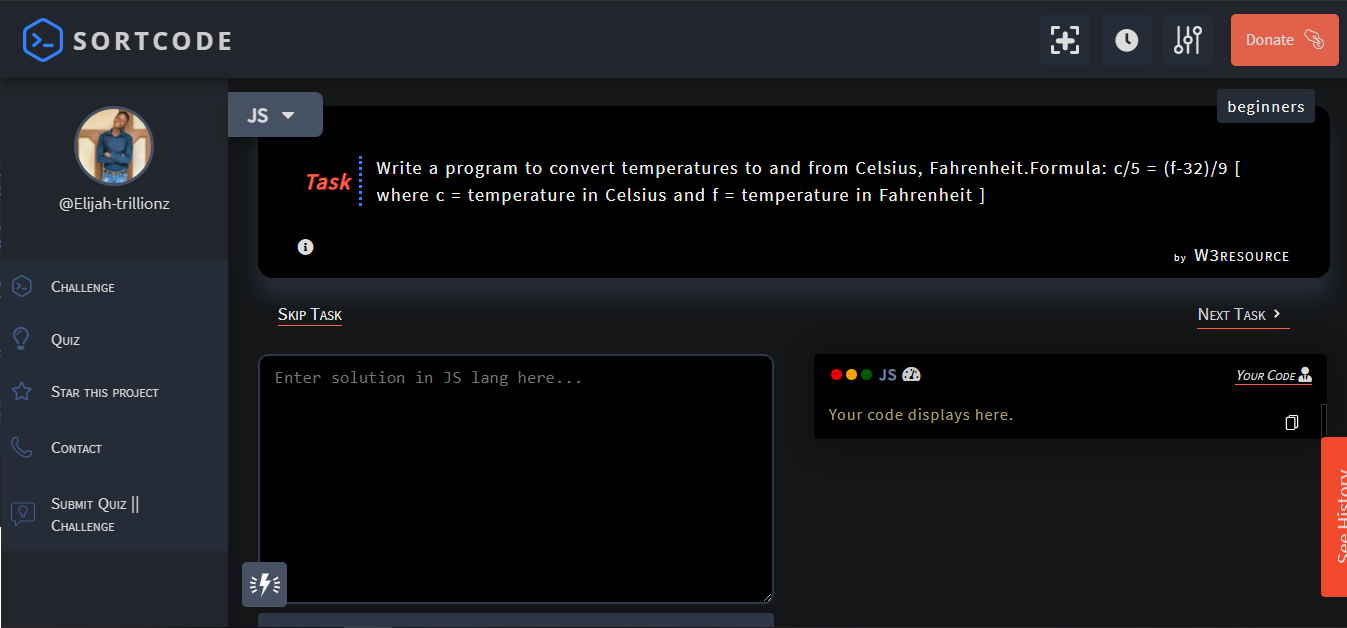 SORTCODE
Donate
@Elijah-trillionz
Challenge
Quiz
Star this project
Contact
Submit Quiz ||
Challenge
JS
beginners
Task
Write a program to convert temperatures to and from Celsius, Fahrenheit.Formula: c/5 = (f-32)/9 [
where c = temperature in Celsius and f = temperature in Fahrenheit ]
by W3resource
Skip Task
Next Task
Enter solution in JS lang here...
JS
Your Code
Your code displays here.
See History